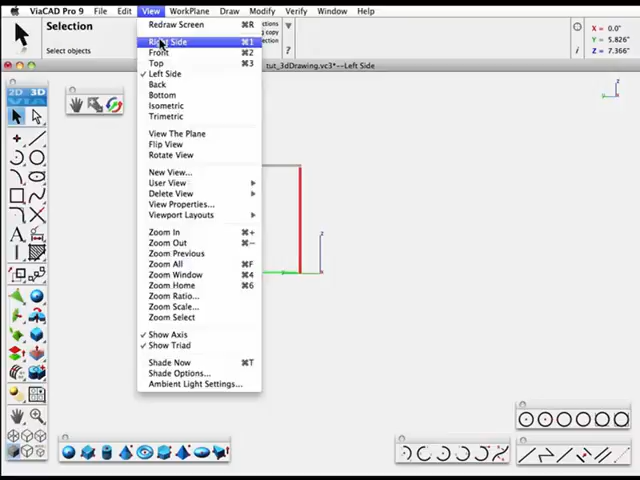 ViaCAD Pro 9 File Edit View WorkPlane Draw Modify Verify Window Help
Selection
Select objects
X = 0.0"
Y = 5.826"
Z = 7.366"
tut_3dDrawing.vc3*--Left Side
2D 3D
Redraw Screen ⌘R
Right Side ⌘1
Front ⌘2
Top ⌘3
✓ Left Side
Back
Bottom
Isometric
Trimetric
View The Plane
Flip View
Rotate View
New View...
User View
Delete View
View Properties...
Viewport Layouts
Zoom In ⌘+
Zoom Out ⌘-
Zoom Previous
Zoom All ⌘F
Zoom Window ⌘4
Zoom Home ⌘6
Zoom Ratio...
Zoom Scale...
Zoom Select
✓ Show Axis
✓ Show Triad
Shade Now ⌘T
Shade Options...
Ambient Light Settings...